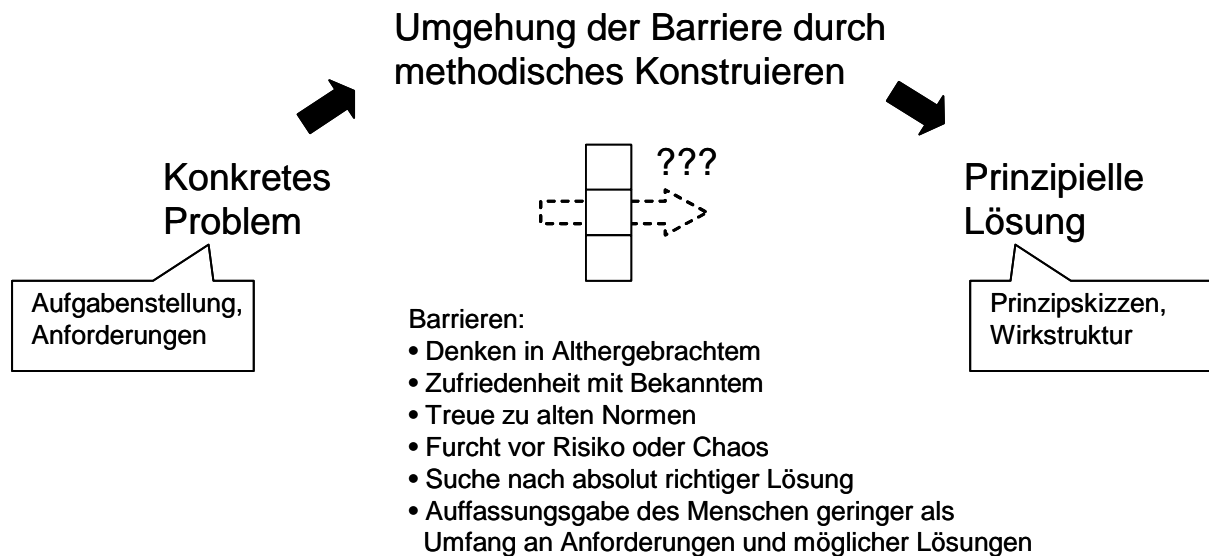 Umgehung der Barriere durch
methodisches Konstruieren
???
Konkretes
Problem
Prinzipielle
Lösung
Aufgabenstellung,
Anforderungen
Prinzipskizzen,
Wirkstruktur
Barrieren:
• Denken in Althergebrachtem
• Zufriedenheit mit Bekanntem
• Treue zu alten Normen
• Furcht vor Risiko oder Chaos
• Suche nach absolut richtiger Lösung
• Auffassungsgabe des Menschen geringer als
Umfang an Anforderungen und möglicher Lösungen